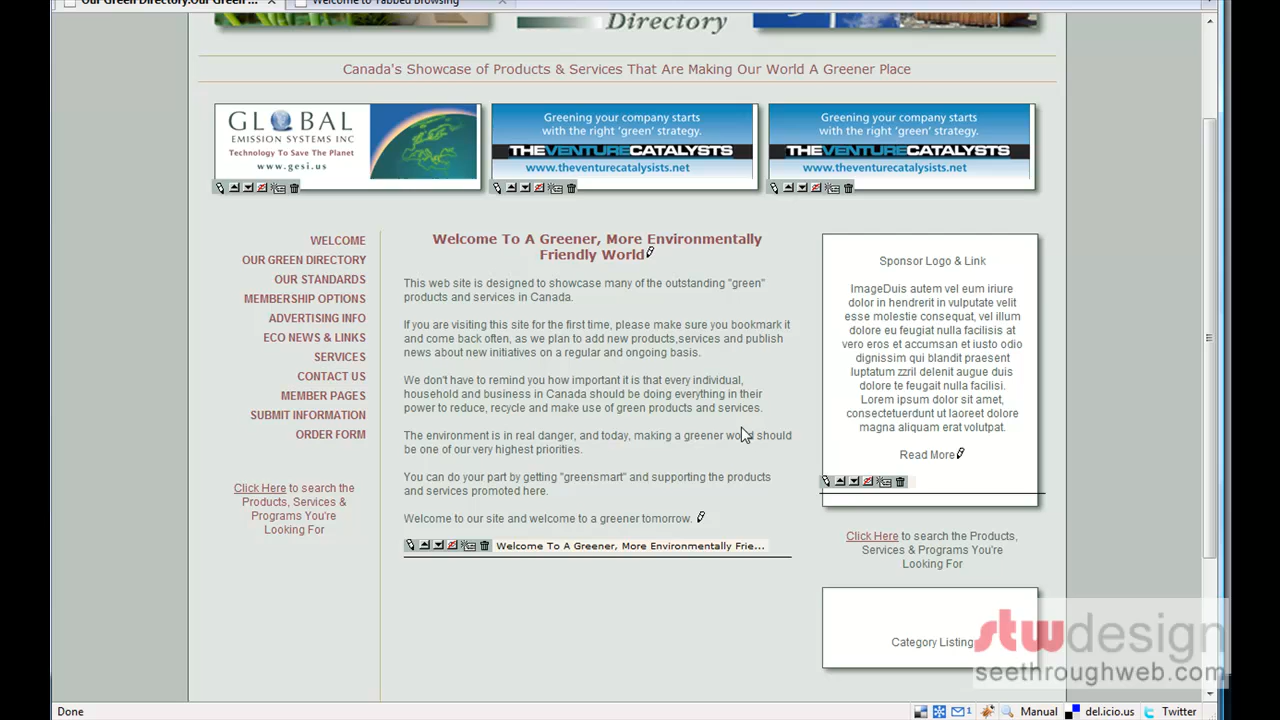 Our Green Directory.Our Green ...
Welcome to Tabbed Browsing
Directory
Canada's Showcase of Products & Services That Are Making Our World A Greener Place
GLOBAL
EMISSION SYSTEMS INC
Technology To Save The Planet
www.gesi.us
Greening your company starts
with the right 'green' strategy.
THEVENTURECATALYSTS
www.theventurecatalysists.net
Greening your company starts
with the right 'green' strategy.
THEVENTURECATALYSTS
www.theventurecatalysists.net
WELCOME
OUR GREEN DIRECTORY
OUR STANDARDS
MEMBERSHIP OPTIONS
ADVERTISING INFO
ECO NEWS & LINKS
SERVICES
CONTACT US
MEMBER PAGES
SUBMIT INFORMATION
ORDER FORM
Click Here to search the
Products, Services &
Programs You're
Looking For
Welcome To A Greener, More Environmentally
Friendly World
This web site is designed to showcase many of the outstanding "green"
products and services in Canada.
If you are visiting this site for the first time, please make sure you bookmark it
and come back often, as we plan to add new products,services and publish
news about new initiatives on a regular and ongoing basis.
We don't have to remind you how important it is that every individual,
household and business in Canada should be doing everything in their
power to reduce, recycle and make use of green products and services.
The environment is in real danger, and today, making a greener world should
be one of our very highest priorities.
You can do your part by getting "greensmart" and supporting the products
and services promoted here.
Welcome to our site and welcome to a greener tomorrow.
Welcome To A Greener, More Environmentally Frie...
Sponsor Logo & Link
ImageDuis autem vel eum iriure
dolor in hendrerit in vulputate velit
esse molestie consequat, vel illum
dolore eu feugiat nulla facilisis at
vero eros et accumsan et iusto odio
dignissim qui blandit praesent
luptatum zzril delenit augue duis
dolore te feugait nulla facilisi.
Lorem ipsum dolor sit amet,
consectetuerdunt ut laoreet dolore
magna aliquam erat volutpat.
Read More
Click Here to search the Products,
Services & Programs You're
Looking For
Category Listing
stwdesign
seethroughweb.com
Done
1
Manual
del.icio.us
Twitter